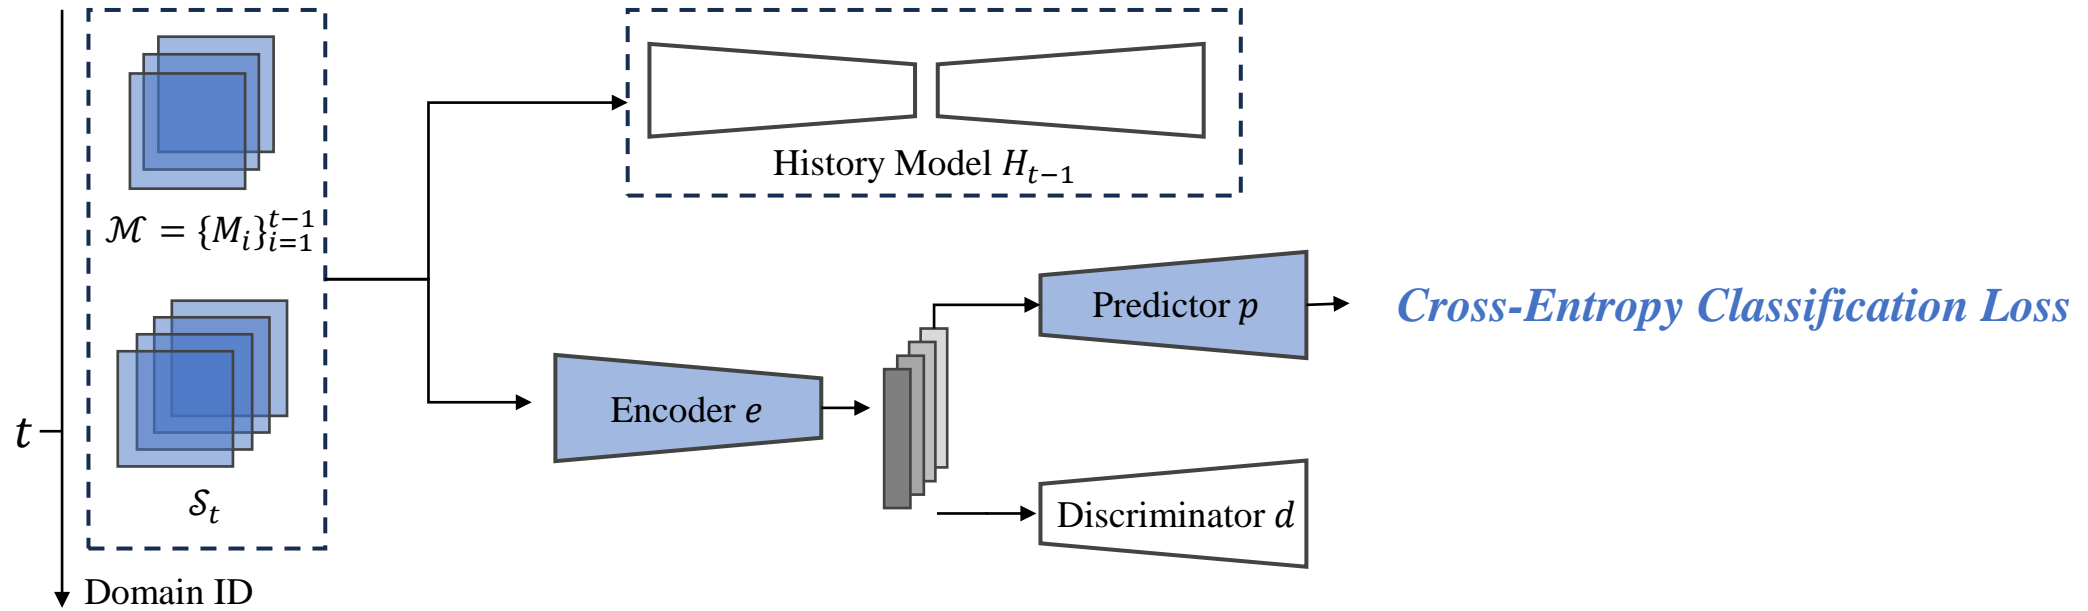 History Model H_{t−1}
ℳ = {M_i}_{i=1}^{t−1}
Predictor p
Cross-Entropy Classification Loss
Encoder e
t
𝒮_t
Discriminator d
Domain ID